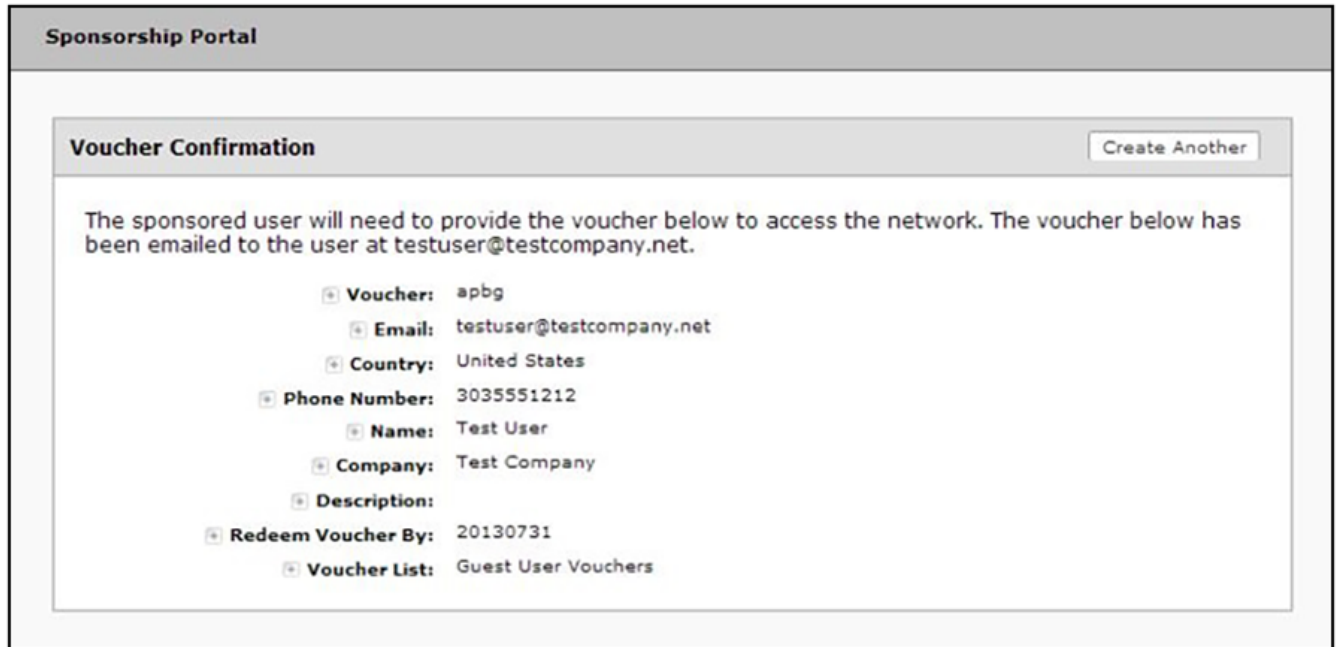 Sponsorship Portal
Voucher Confirmation Create Another
The sponsored user will need to provide the voucher below to access the network. The voucher below has
been emailed to the user at testuser@testcompany.net.
Voucher: apbg
Email: testuser@testcompany.net
Country: United States
Phone Number: 3035551212
Name: Test User
Company: Test Company
Description:
Redeem Voucher By: 20130731
Voucher List: Guest User Vouchers